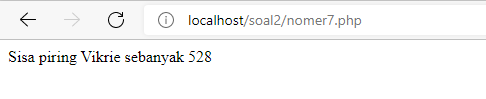 localhost/soal2/nomer7.php
Sisa piring Vikrie sebanyak 528